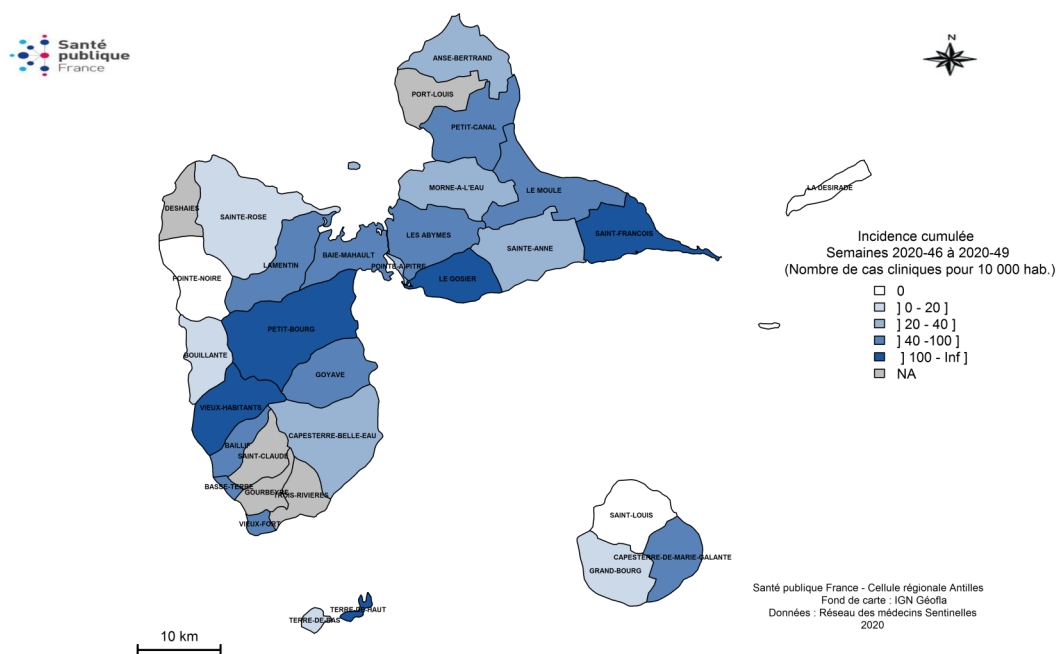 Santé
publique
France
N
ANSE-BERTRAND
PORT-LOUIS
PETIT-CANAL
MORNE-A-L'EAU
LE MOULE
LA DESIRADE
DESHAIES
SAINTE-ROSE
LES ABYMES
SAINT-FRANCOIS
SAINTE-ANNE
BAIE-MAHAULT
LAMENTIN
POINTE-A-PITRE
POINTE-NOIRE
LE GOSIER
PETIT-BOURG
BOUILLANTE
GOYAVE
VIEUX-HABITANTS
CAPESTERRE-BELLE-EAU
BAILLIF
SAINT-CLAUDE
BASSE-TERRE
GOURBEYRE
TROIS-RIVIERES
VIEUX-FORT
SAINT-LOUIS
CAPESTERRE-DE-MARIE-GALANTE
GRAND-BOURG
TERRE-DE-HAUT
TERRE-DE-BAS
Incidence cumulée
Semaines 2020-46 à 2020-49
(Nombre de cas cliniques pour 10 000 hab.)
0
] 0 - 20 ]
] 20 - 40 ]
] 40 -100 ]
] 100 - Inf ]
NA
Santé publique France - Cellule régionale Antilles
Fond de carte : IGN Géofla
Données : Réseau des médecins Sentinelles
2020
10 km